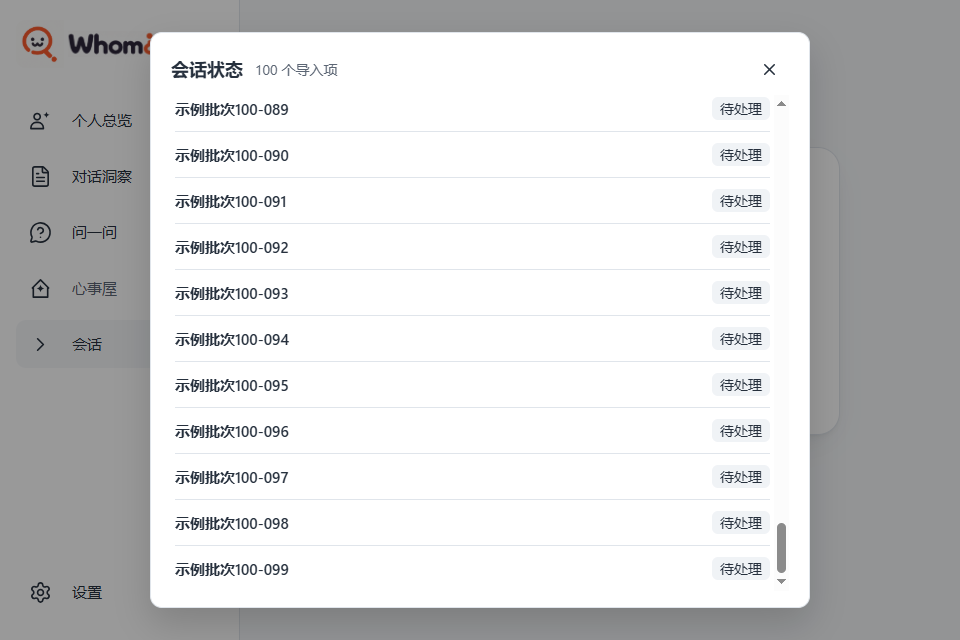 Whom
个人总览
对话洞察
问一问
心事屋
会话
设置
会话状态 100 个导入项
示例批次100-089 待处理
示例批次100-090 待处理
示例批次100-091 待处理
示例批次100-092 待处理
示例批次100-093 待处理
示例批次100-094 待处理
示例批次100-095 待处理
示例批次100-096 待处理
示例批次100-097 待处理
示例批次100-098 待处理
示例批次100-099 待处理